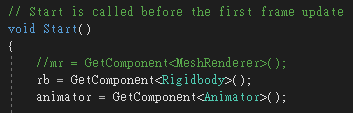 // Start is called before the first frame update
void Start()
{
//mr = GetComponent<MeshRenderer>();
rb = GetComponent<Rigidbody>();
animator = GetComponent<Animator>();